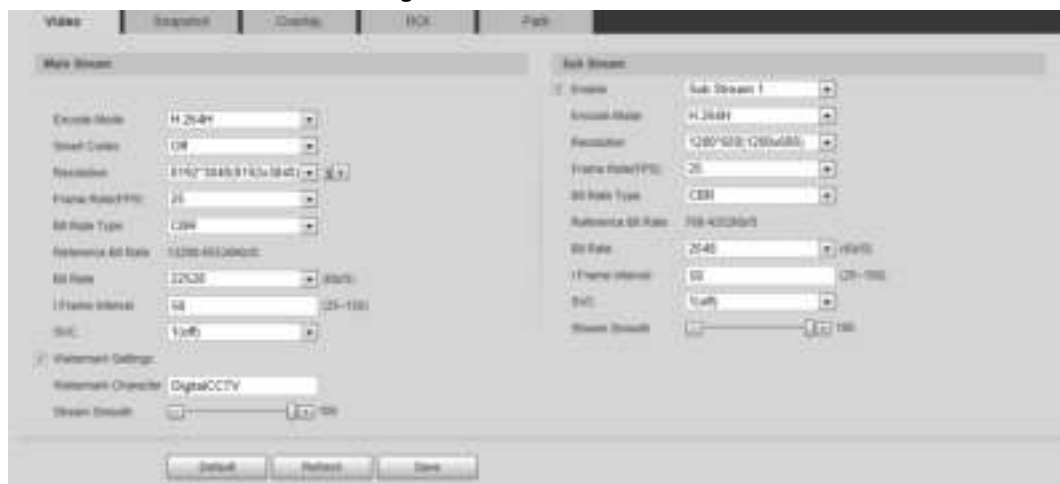 Video Snapshot Overlay ROI Path
Main Stream
Encode Mode H.264H
Smart Codec Off
Resolution
Frame Rate(FPS) 25
Bit Rate Type CBR
Reference Bit Rate
Bit Rate 22528 (Kb/S)
I Frame Interval 50 (25~150)
SVC 1(off)
Watermark Settings
Watermark Character DigitalCCTV
Stream Smooth 100
Sub Stream
Enable Sub Stream 1
Encode Mode H.264H
Resolution
Frame Rate(FPS) 25
Bit Rate Type CBR
Reference Bit Rate
Bit Rate 2048 (Kb/S)
I Frame Interval 50 (25~150)
SVC 1(off)
Stream Smooth 100
Default Refresh Save